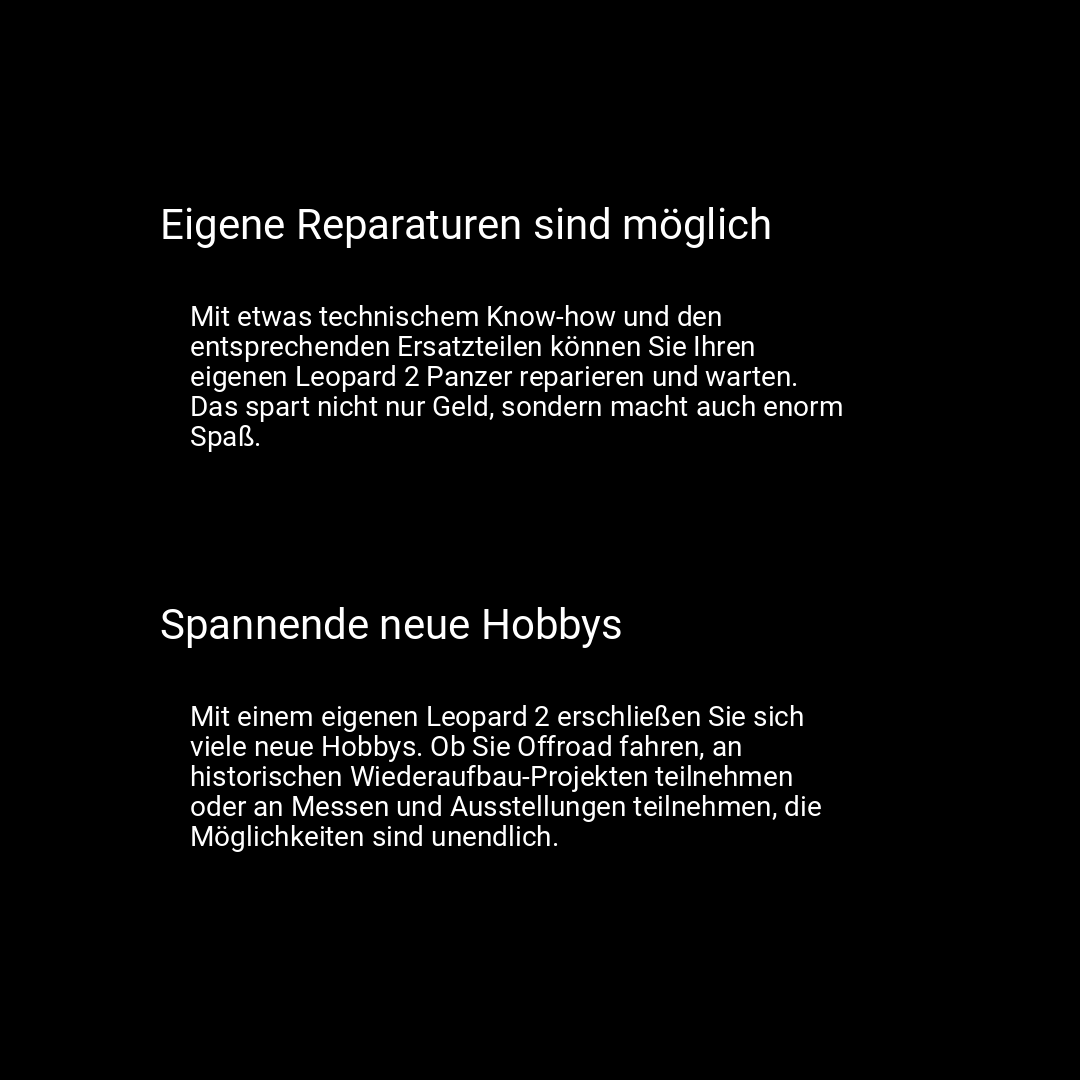 Eigene Reparaturen sind möglich
Mit etwas technischem Know-how und den
entsprechenden Ersatzteilen können Sie Ihren
eigenen Leopard 2 Panzer reparieren und warten.
Das spart nicht nur Geld, sondern macht auch enorm
Spaß.
Spannende neue Hobbys
Mit einem eigenen Leopard 2 erschließen Sie sich
viele neue Hobbys. Ob Sie Offroad fahren, an
historischen Wiederaufbau-Projekten teilnehmen
oder an Messen und Ausstellungen teilnehmen, die
Möglichkeiten sind unendlich.